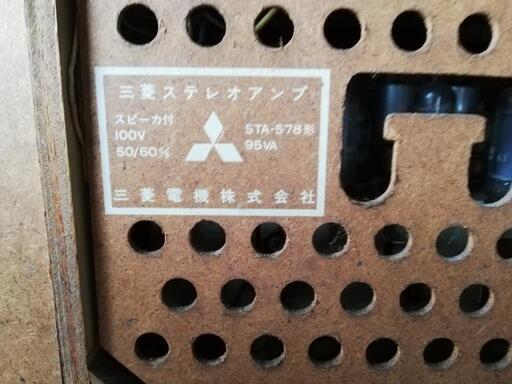 三菱ステレオアンプ
スピーカ付
100V
50/60%
STA-578形
95VA
三菱電機株式会社